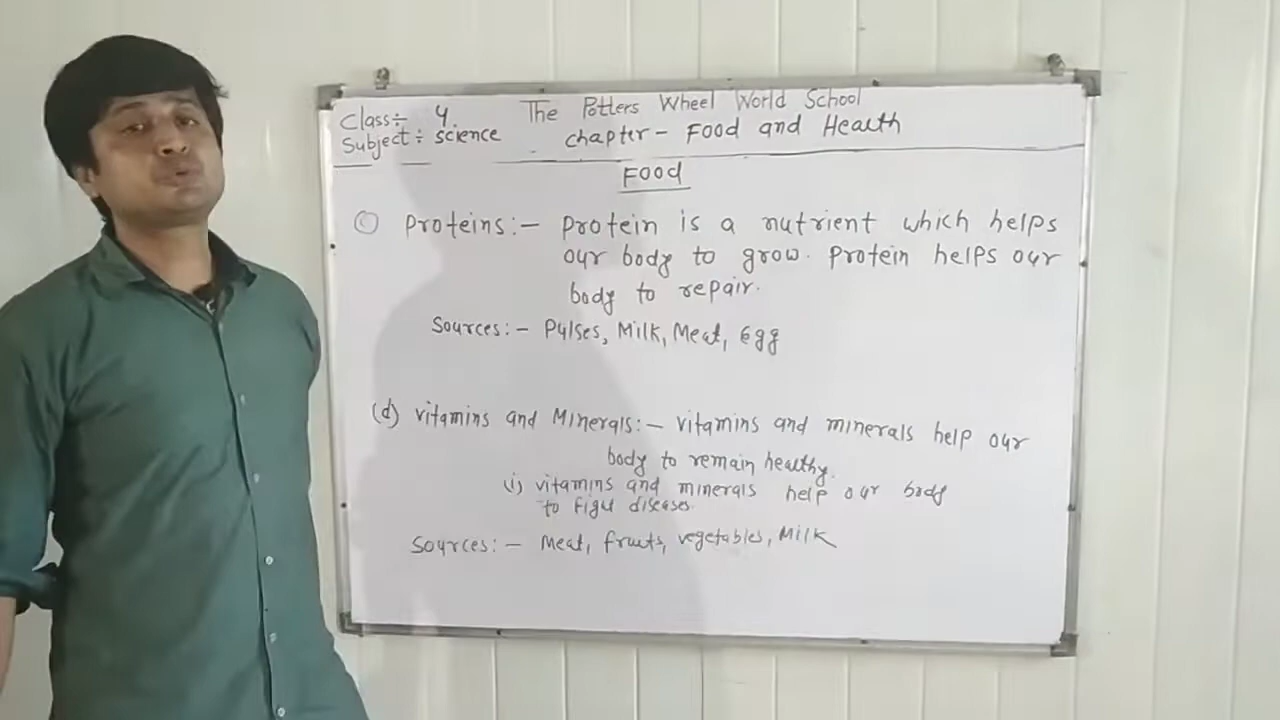 Class:- 4 The Potters Wheel World School
Subject:- science chapter - Food and Health
Food
(c) Proteins:- Protein is a nutrient which helps
our body to grow. Protein helps our
body to repair.
Sources:- Pulses, Milk, Meat, Egg
(d) vitamins and Minerals:- vitamins and minerals help our
body to remain healthy.
(i) vitamins and minerals help our body
to figut diseases.
Sources:- Meat, fruits, vegetables, Milk